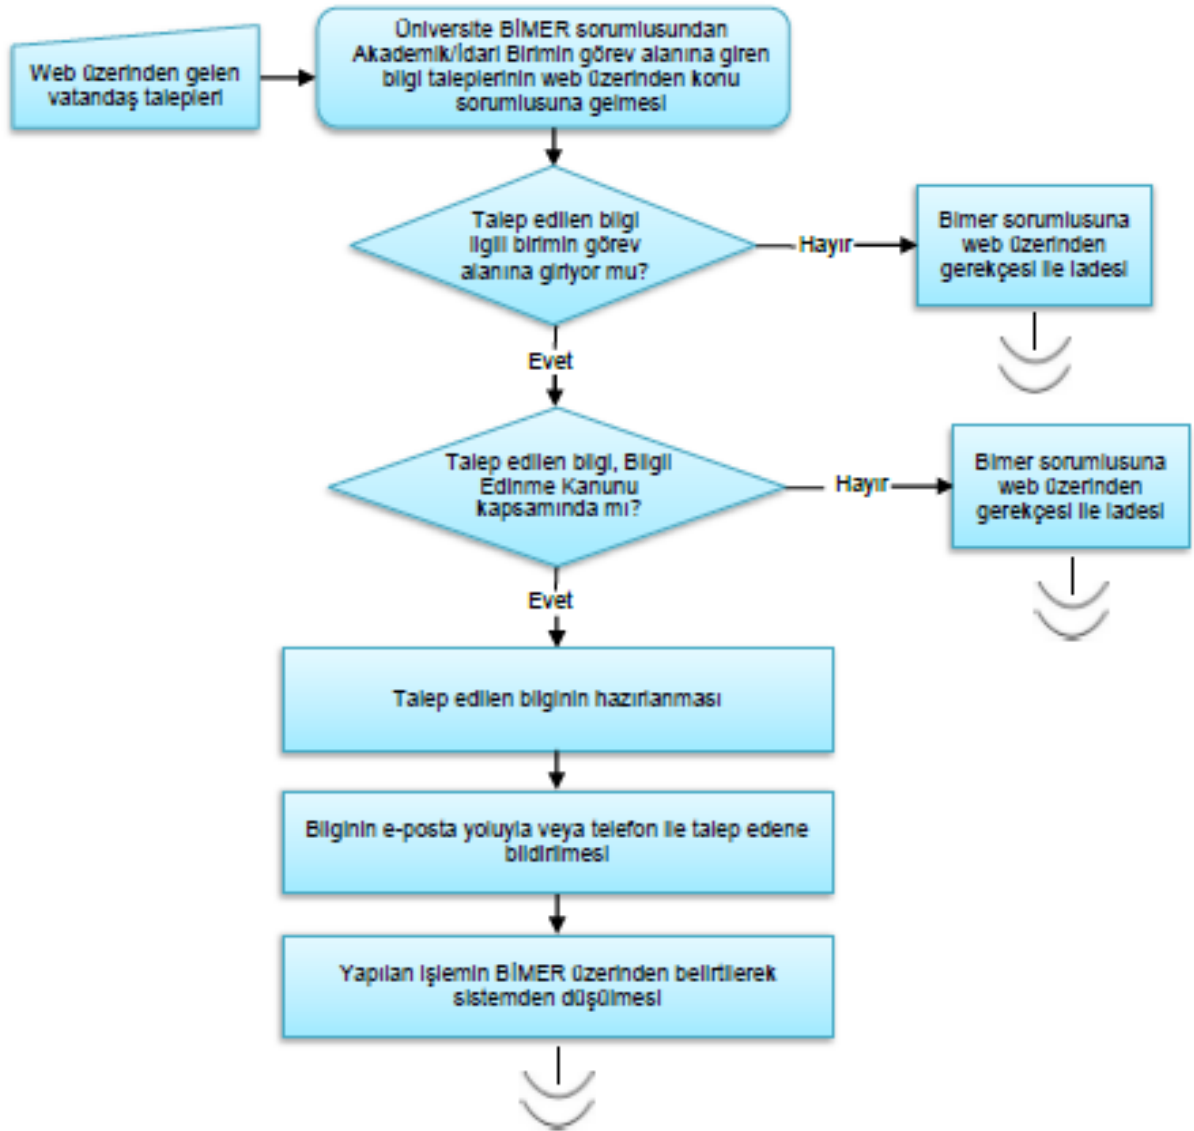 Web üzerinden gelen
vatandaş talepleri
Üniversite BİMER sorumlusundan
Akademik/İdari Birimin görev alanına giren
bilgi taleplerinin web üzerinden konu
sorumlusuna gelmesi
Talep edilen bilgi
ilgili birimin görev
alanına giriyor mu?
Hayır
Bimer sorumlusuna
web üzerinden
gerekçesi ile iadesi
Evet
Talep edilen bilgi, Bilgi
Edinme Kanunu
kapsamında mı?
Hayır
Bimer sorumlusuna
web üzerinden
gerekçesi ile iadesi
Evet
Talep edilen bilginin hazırlanması
Bilginin e-posta yoluyla veya telefon ile talep edene
bildirilmesi
Yapılan işlemin BİMER üzerinden belirtilerek
sistemden düşülmesi